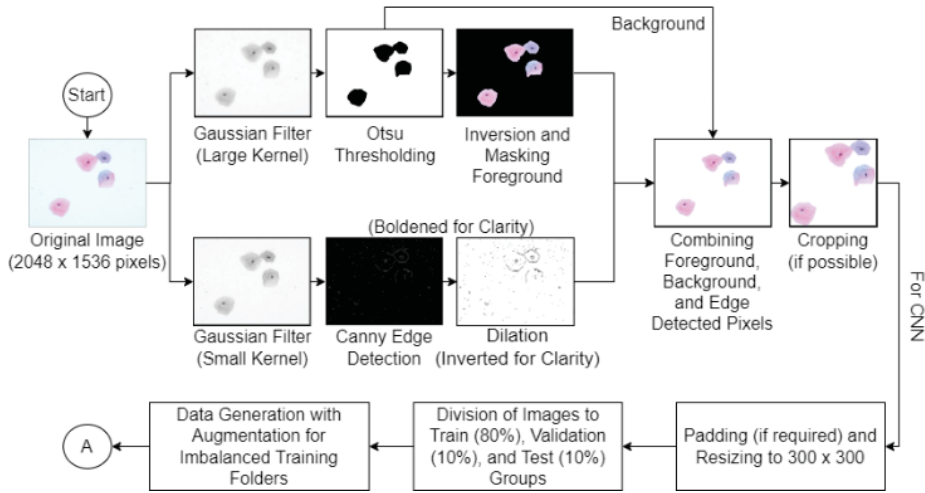 Start
Original Image
(2048 x 1536 pixels)
Gaussian Filter
(Large Kernel)
Otsu
Thresholding
Inversion and
Masking
Foreground
Background
Gaussian Filter
(Small Kernel)
(Boldened for Clarity)
Canny Edge
Detection
Dilation
(Inverted for Clarity)
Combining
Foreground,
Background,
and Edge
Detected Pixels
Cropping
(if possible)
For CNN
Padding (if required) and
Resizing to 300 x 300
Division of Images to
Train (80%), Validation
(10%), and Test (10%)
Groups
Data Generation with
Augmentation for
Imbalanced Training
Folders
A